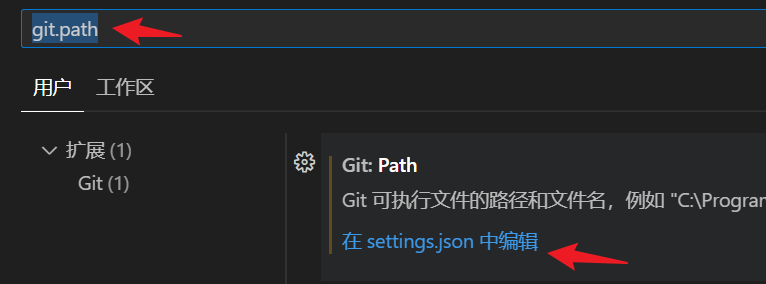 git.path
用户 工作区
扩展 (1)
Git (1)
Git: Path
Git 可执行文件的路径和文件名，例如 "C:\Program
在 settings.json 中编辑